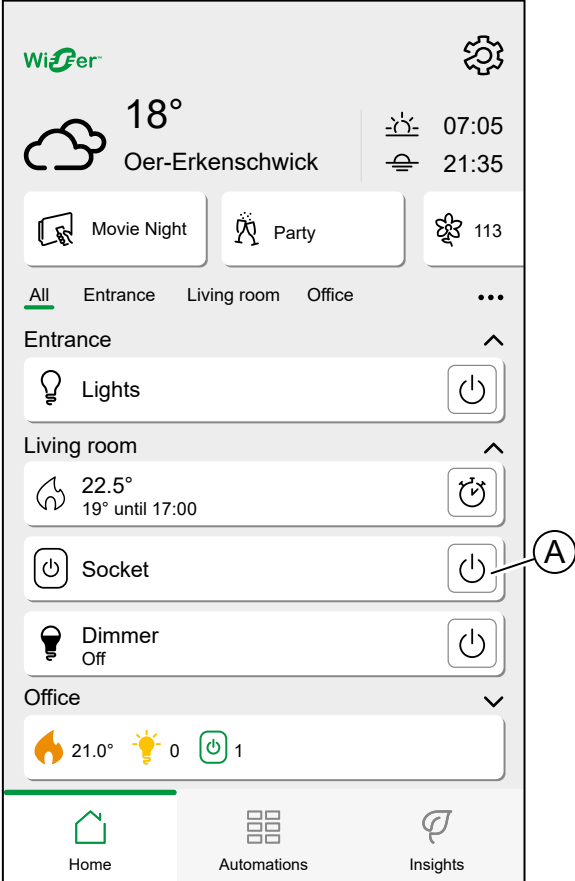 Wiser™
18°
07:05
Oer-Erkenschwick
21:35
Movie Night
Party
113
All Entrance Living room Office
Entrance
Lights
Living room
22.5°
19° until 17:00
A
Socket
Dimmer
Off
Office
21.0° 0 1
Home Automations Insights